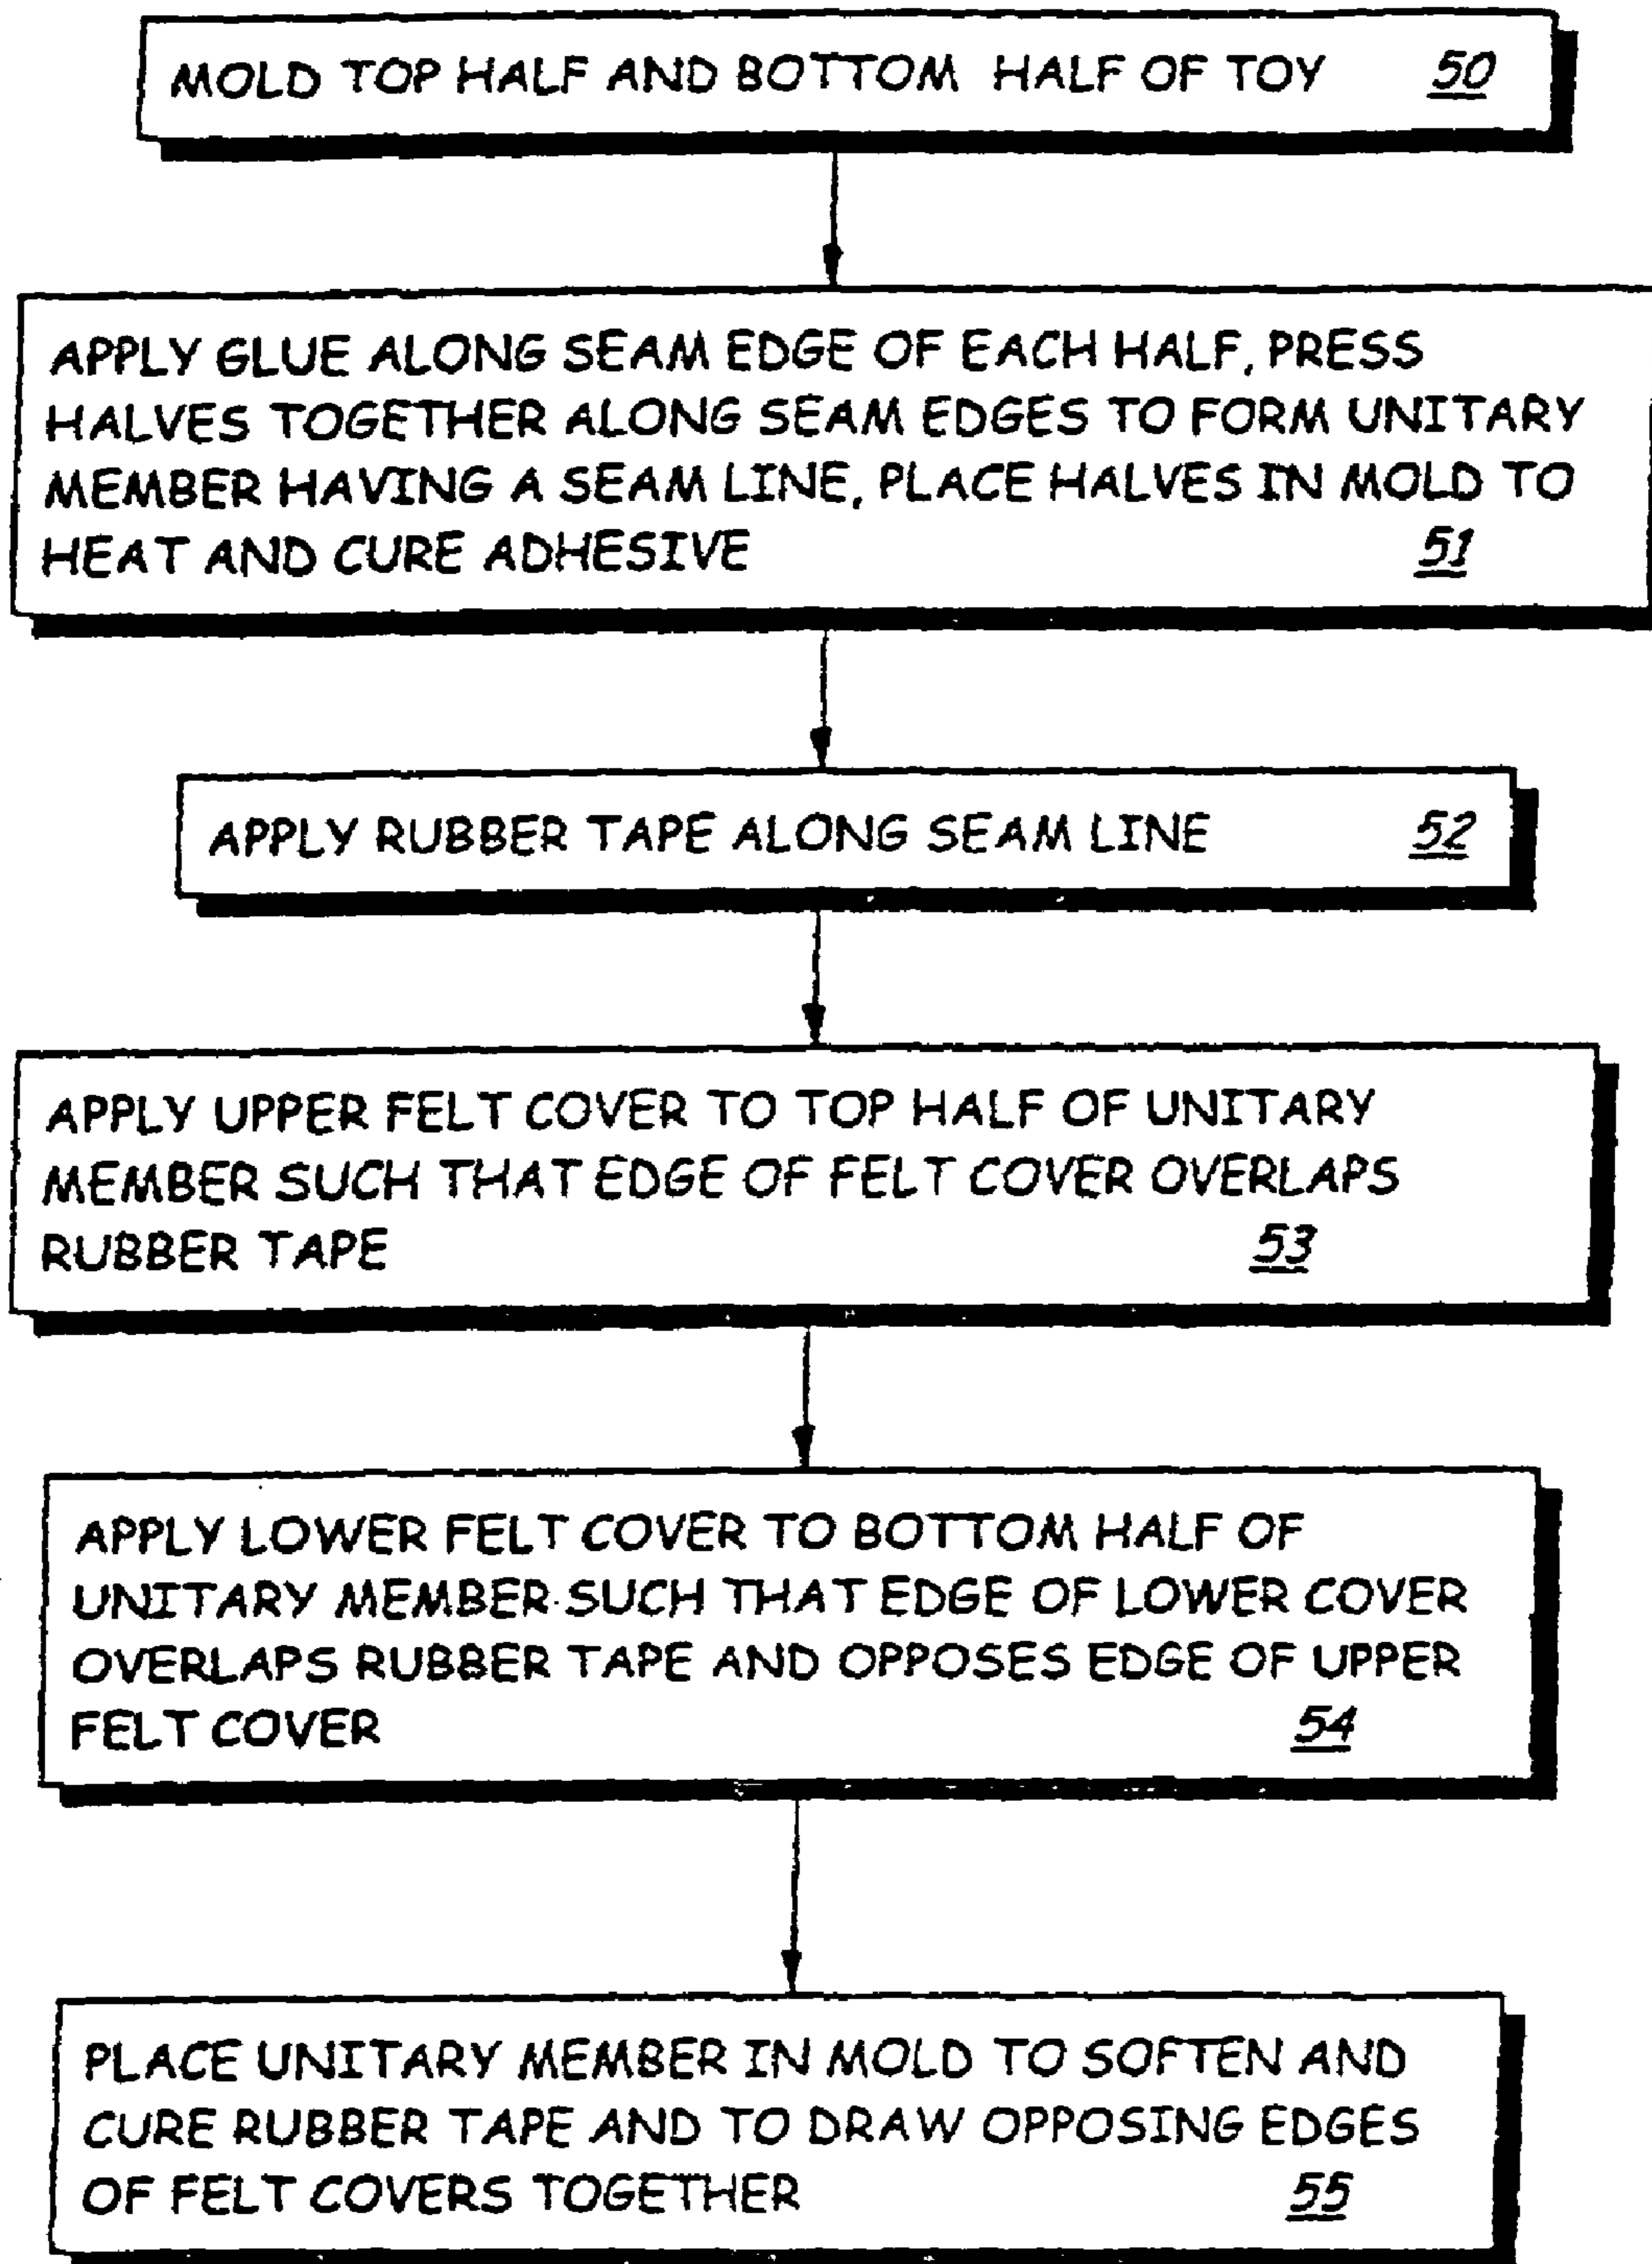 MOLD TOP HALF AND BOTTOM HALF OF TOY 50
APPLY GLUE ALONG SEAM EDGE OF EACH HALF, PRESS
HALVES TOGETHER ALONG SEAM EDGES TO FORM UNITARY
MEMBER HAVING A SEAM LINE, PLACE HALVES IN MOLD TO
HEAT AND CURE ADHESIVE 51
APPLY RUBBER TAPE ALONG SEAM LINE 52
APPLY UPPER FELT COVER TO TOP HALF OF UNITARY
MEMBER SUCH THAT EDGE OF FELT COVER OVERLAPS
RUBBER TAPE 53
APPLY LOWER FELT COVER TO BOTTOM HALF OF
UNITARY MEMBER SUCH THAT EDGE OF LOWER COVER
OVERLAPS RUBBER TAPE AND OPPOSES EDGE OF UPPER
FELT COVER 54
PLACE UNITARY MEMBER IN MOLD TO SOFTEN AND
CURE RUBBER TAPE AND TO DRAW OPPOSING EDGES
OF FELT COVERS TOGETHER 55